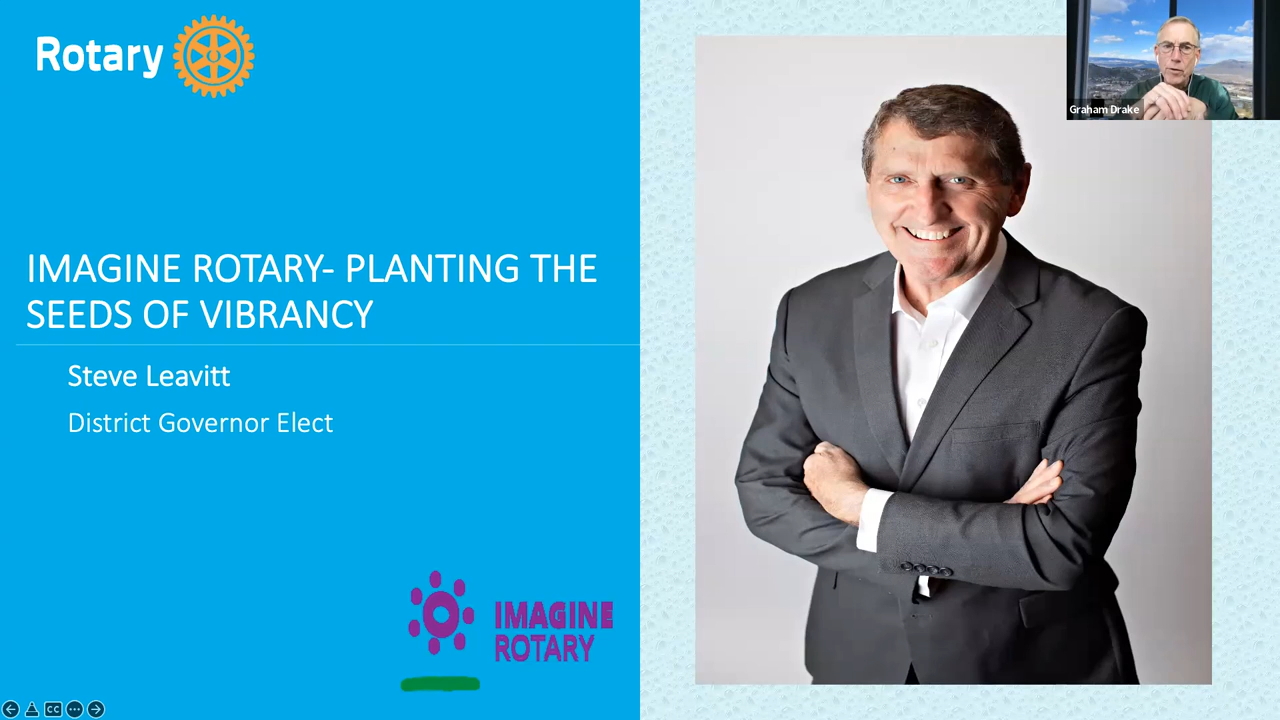 Rotary
IMAGINE ROTARY- PLANTING THE
SEEDS OF VIBRANCY
Steve Leavitt
District Governor Elect
IMAGINE
ROTARY
Graham Drake
CC